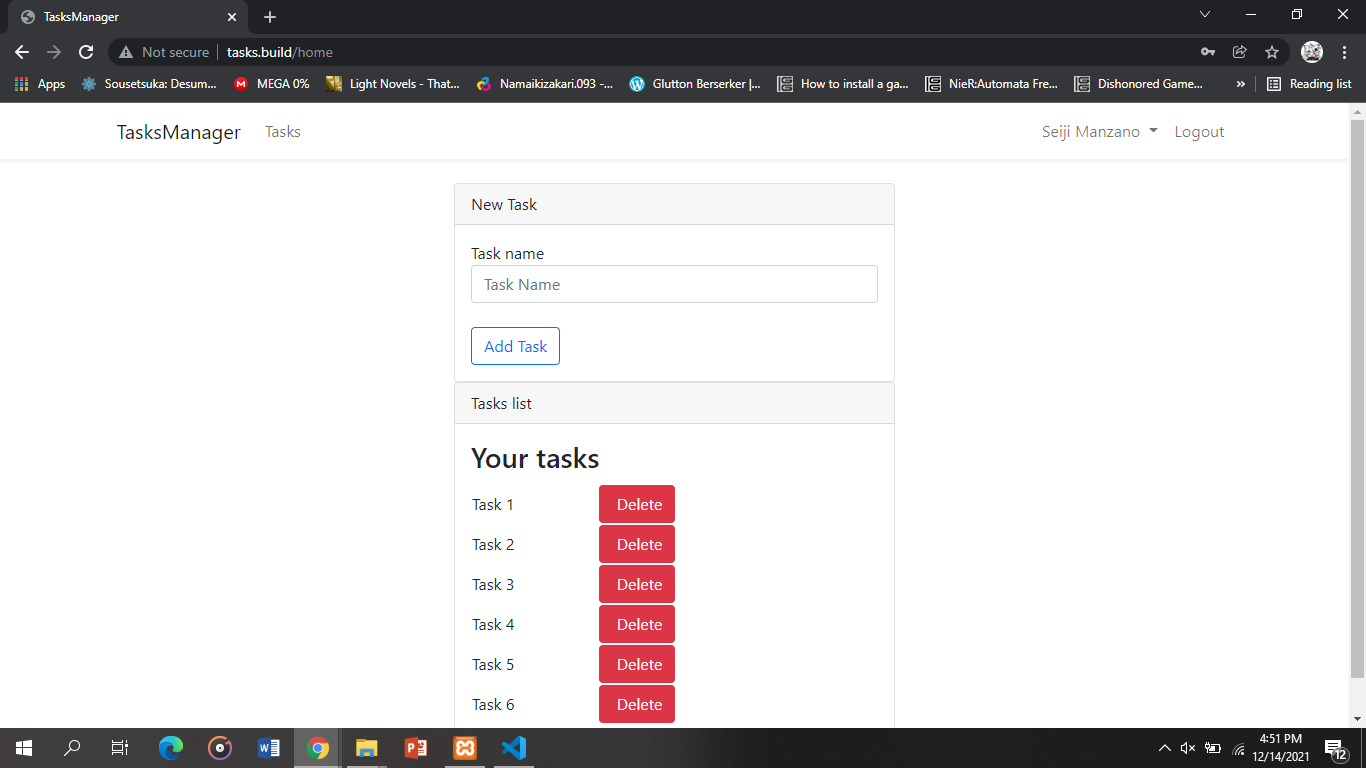 TasksManager
Not secure
tasks.build/home
Apps
Sousetsuka: Desum...
MEGA 0%
Light Novels - That...
Namaikizakari.093 -...
Glutton Berserker |...
How to install a ga...
NieR:Automata Fre...
Dishonored Game...
»
Reading list
TasksManager
Tasks
Seiji Manzano
Logout
New Task
Task name
Task Name
Add Task
Tasks list
Your tasks
Task 1 Delete
Task 2 Delete
Task 3 Delete
Task 4 Delete
Task 5 Delete
Task 6 Delete
4:51 PM
12/14/2021
12